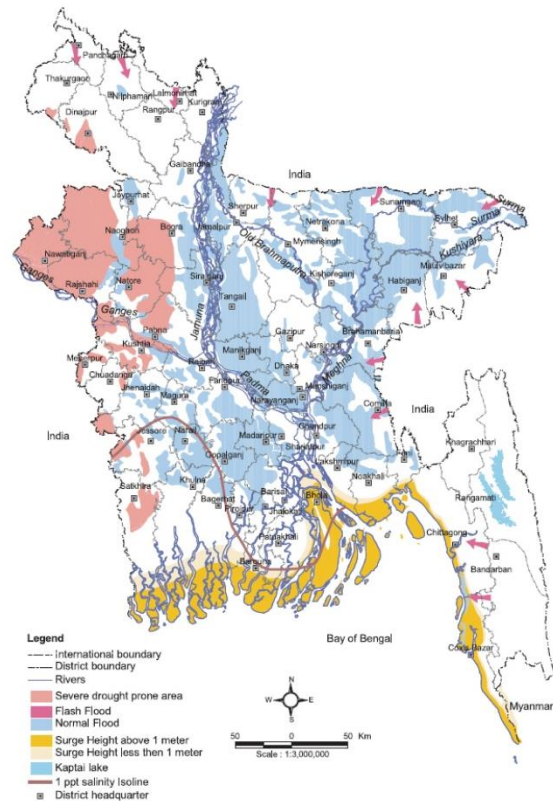 Panchagarh
Thakurgaon
Nilphamari
Lalmonirhat
Dinajpur
Rangpur
Kurigram
Gaibandha
India
Joypurhat
Sherpur
Naogaon
Bogra
Jamalpur
Old Brahmaputra
Netrakona
Sunamganj
Sylhet
Surma
Surma
Kushiyara
Mymensingh
Nawabganj
Ganges
Rajshahi
Natore
Sirajganj
Kishoreganj
Habiganj
Tangail
Jamuna
Ganges
Pabna
Gazipur
Kushtia
Manikganj
Narsingdi
Brahamanbaria
Dhaka
Meghna
Chuadanga
Rajbari
Jhenaidah
Faridpur
Padma
Munshiganj
Magura
Narayanganj
Comilla
India
India
Jessore
Narail
Madaripur
Chandpur
Khagrachhari
Gopalganj
Lakshmipur
Feni
Satkhira
Khulna
Noakhali
Rangamati
Bagerhat
Barisal
Bhola
Pirojpur
Jhalokati
Patuakhali
Chittagong
Barguna
Bandarban
Bay of Bengal
Cox's Bazar
Myanmar
Legend
International boundary
District boundary
Rivers
Severe drought prone area
Flash Flood
Normal Flood
Surge Height above 1 meter
Surge Height less then 1 meter
Kaptai lake
1 ppt salinity Isoline
District headquarter
N
W
E
S
50 0 50 Km
Scale : 1:3,000,000